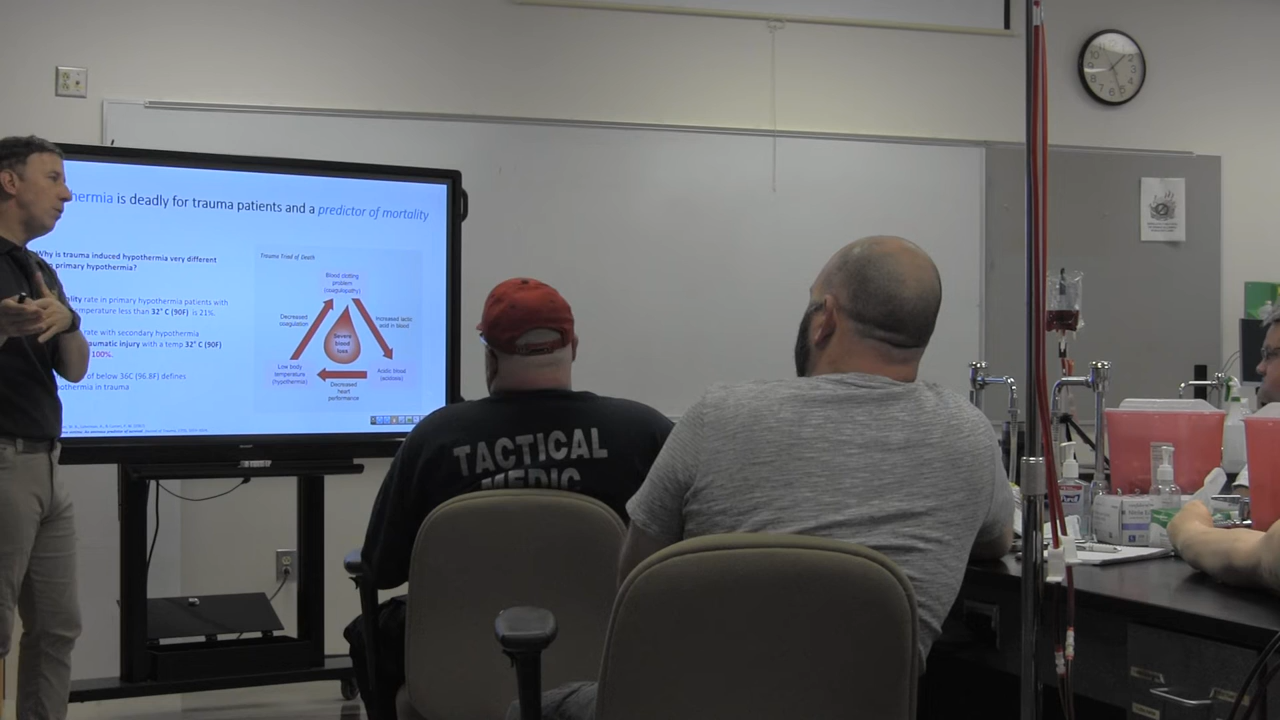 hermia is deadly for trauma patients and a predictor of mortality
Why is trauma induced hypothermia very different
primary hypothermia?
ality rate in primary hypothermia patients with
temperature less than 32° C (90F) is 21%.
rate with secondary hypothermia
aumatic injury with a temp 32° C (90F)
100%.
of below 36C (96.8F) defines
pothermia in trauma
Trauma Triad of Death
Blood clotting
problem
(coagulopathy)
Decreased
coagulation
Increased lactic
acid in blood
Severe
blood
loss
Low body
temperature
(hypothermia)
Acidic blood
(acidosis)
Decreased
heart
performance
TACTICAL
MEDIC
Purell